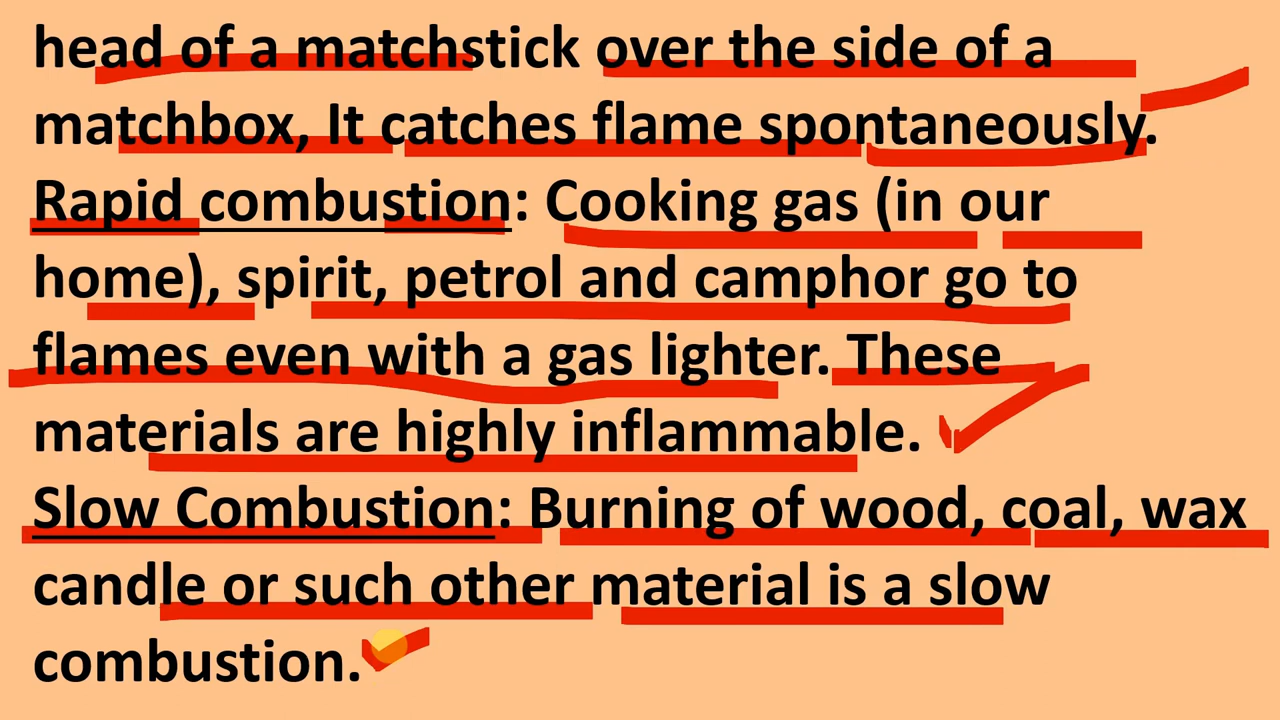 head of a matchstick over the side of a
matchbox, It catches flame spontaneously.
Rapid combustion: Cooking gas (in our
home), spirit, petrol and camphor go to
flames even with a gas lighter. These
materials are highly inflammable.
Slow Combustion: Burning of wood, coal, wax
candle or such other material is a slow
combustion.